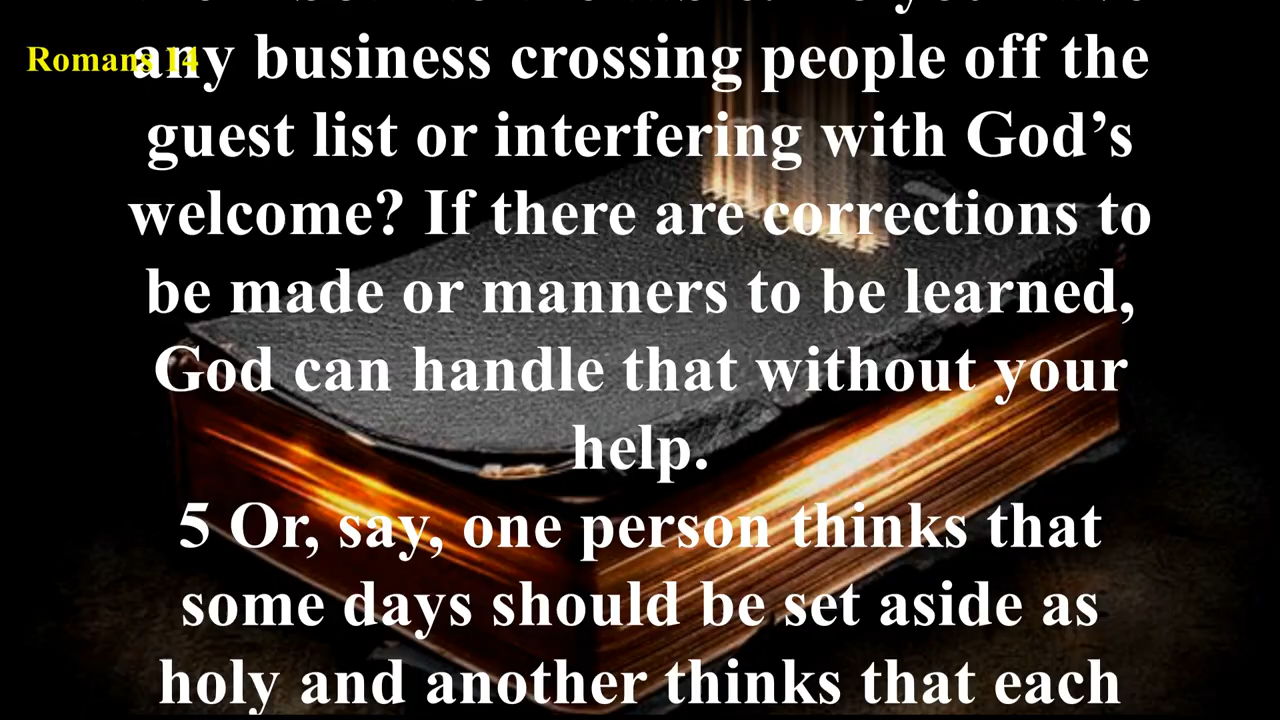 Romans 14
any business crossing people off the
guest list or interfering with God’s
welcome? If there are corrections to
be made or manners to be learned,
God can handle that without your
help.
5 Or, say, one person thinks that
some days should be set aside as
holy and another thinks that each